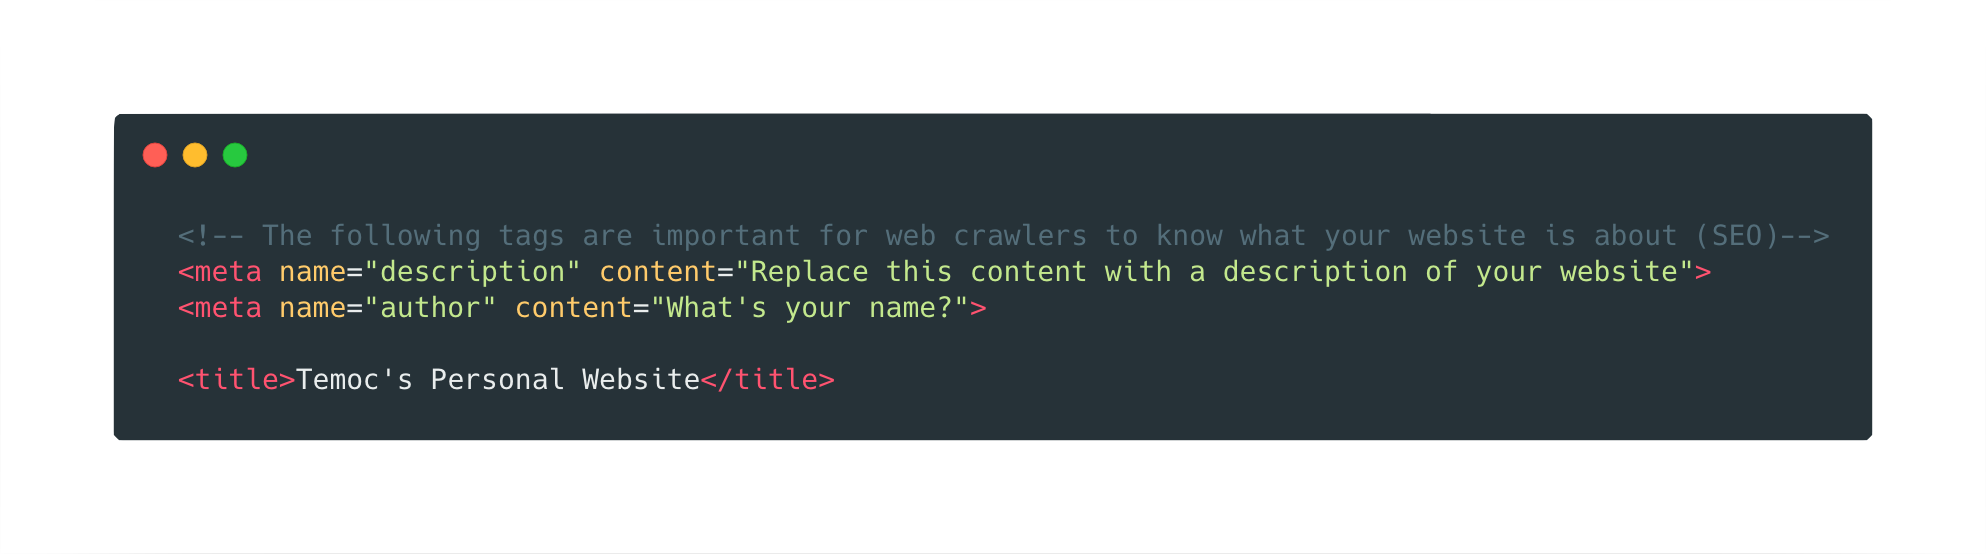 <!-- The following tags are important for web crawlers to know what your website is about (SEO)-->
<meta name="description" content="Replace this content with a description of your website">
<meta name="author" content="What's your name?">
<title>Temoc's Personal Website</title>